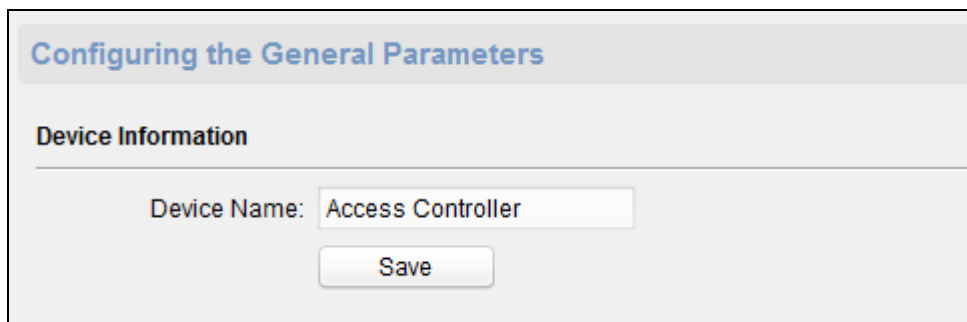 Configuring the General Parameters
Device Information
Device Name: Access Controller
Save